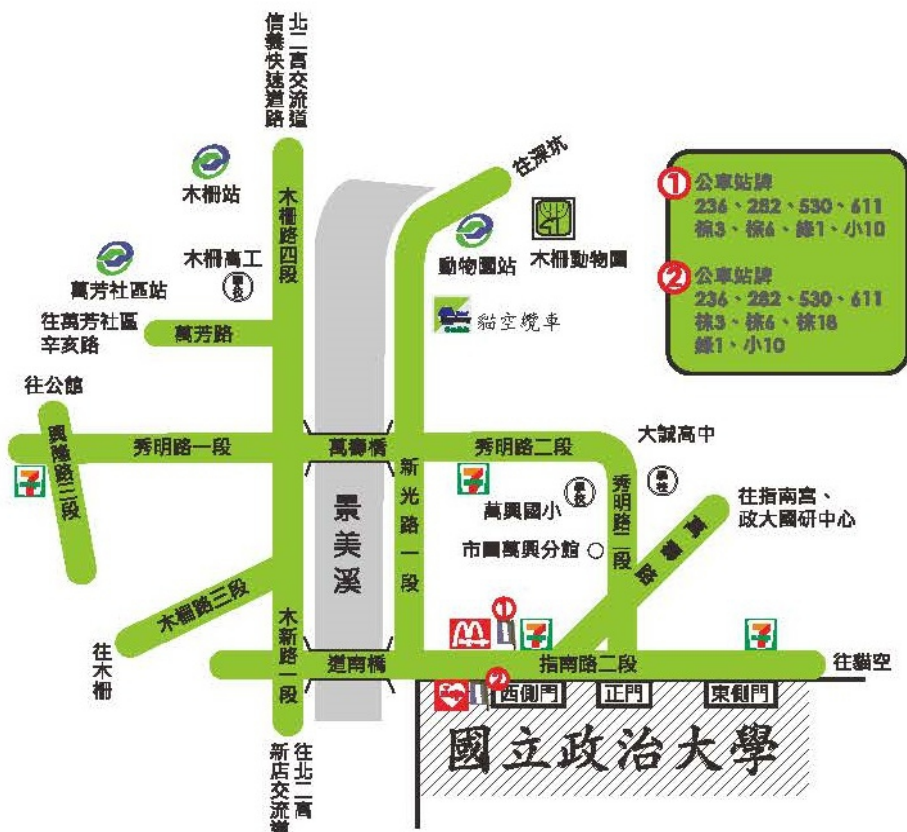 北二高交流道
信義快速道路
木柵路四段
往深坑
木柵站
動物園站
木柵動物園
木柵高工
學校
萬芳社區站
貓空纜車
往萬芳社區
辛亥路
萬芳路
① 公車站牌
236、282、530、611
棕3、棕6、綠1、小10
② 公車站牌
236、282、530、611
棕3、棕6、棕18
綠1、小10
往公館
興隆路三段
秀明路一段
萬壽橋
秀明路二段
大誠高中
學校
學校
秀明路二段
萬興國小
市圖萬興分館
萬壽路
往指南宮、
政大國研中心
新光路一段
景美溪
木柵路三段
往木柵
木新路一段
道南橋
指南路二段
往貓空
①
②
西側門
正門
東側門
國立政治大學
往北二高
新店交流道